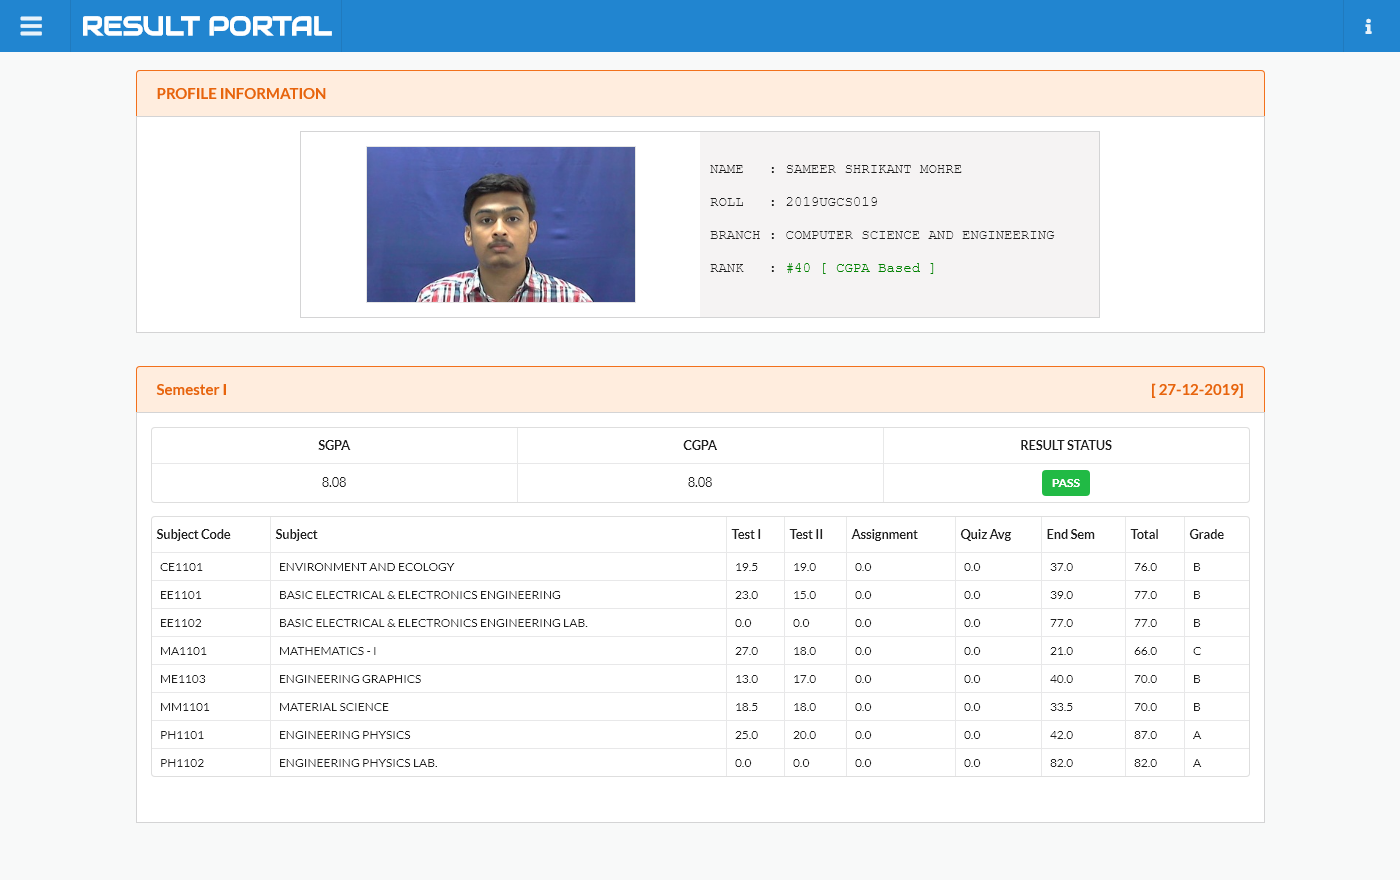 RESULT PORTAL
PROFILE INFORMATION
NAME : SAMEER SHRIKANT MOHRE
ROLL : 2019UGCS019
BRANCH : COMPUTER SCIENCE AND ENGINEERING
RANK : #40 [ CGPA Based ]
Semester I [ 27-12-2019]
SGPA CGPA RESULT STATUS
8.08 8.08 PASS
Subject Code Subject Test I Test II Assignment Quiz Avg End Sem Total Grade
CE1101 ENVIRONMENT AND ECOLOGY 19.5 19.0 0.0 0.0 37.0 76.0 B
EE1101 BASIC ELECTRICAL & ELECTRONICS ENGINEERING 23.0 15.0 0.0 0.0 39.0 77.0 B
EE1102 BASIC ELECTRICAL & ELECTRONICS ENGINEERING LAB. 0.0 0.0 0.0 0.0 77.0 77.0 B
MA1101 MATHEMATICS - I 27.0 18.0 0.0 0.0 21.0 66.0 C
ME1103 ENGINEERING GRAPHICS 13.0 17.0 0.0 0.0 40.0 70.0 B
MM1101 MATERIAL SCIENCE 18.5 18.0 0.0 0.0 33.5 70.0 B
PH1101 ENGINEERING PHYSICS 25.0 20.0 0.0 0.0 42.0 87.0 A
PH1102 ENGINEERING PHYSICS LAB. 0.0 0.0 0.0 0.0 82.0 82.0 A